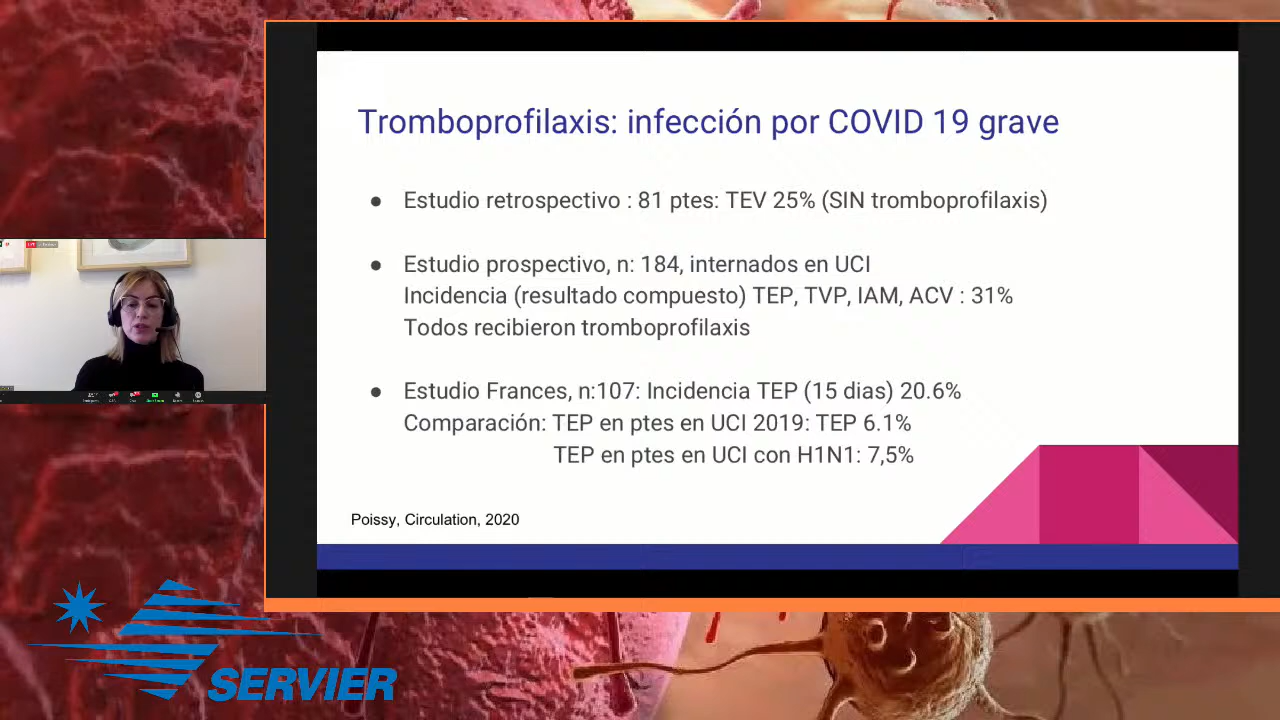 Tromboprofilaxis: infección por COVID 19 grave
● Estudio retrospectivo : 81 ptes: TEV 25% (SIN tromboprofilaxis)
● Estudio prospectivo, n: 184, internados en UCI
Incidencia (resultado compuesto) TEP, TVP, IAM, ACV : 31%
Todos recibieron tromboprofilaxis
● Estudio Frances, n:107: Incidencia TEP (15 dias) 20.6%
Comparación: TEP en ptes en UCI 2019: TEP 6.1%
TEP en ptes en UCI con H1N1: 7,5%
Poissy, Circulation, 2020
SERVIER